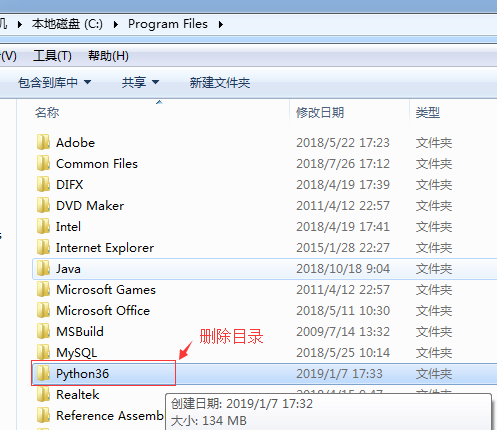 机 ▸ 本地磁盘 (C:) ▸ Program Files ▸
(V) 工具(T) 帮助(H)
包含到库中 共享 新建文件夹
名称 修改日期 类型
Adobe 2018/5/22 17:23 文件夹
Common Files 2018/7/26 17:12 文件夹
DIFX 2018/4/19 17:39 文件夹
DVD Maker 2011/4/12 22:57 文件夹
Intel 2018/4/19 17:41 文件夹
Internet Explorer 2015/1/28 22:27 文件夹
Java 2018/10/18 9:04 文件夹
Microsoft Games 2011/4/12 22:57 文件夹
Microsoft Office 2018/5/11 10:30 文件夹
MSBuild 2009/7/14 13:32 文件夹
删除目录
MySQL 2018/5/25 10:14 文件夹
Python36 2019/1/7 17:33 文件夹
Realtek 文件夹
Reference Assemb
创建日期: 2019/1/7 17:32
大小: 134 MB